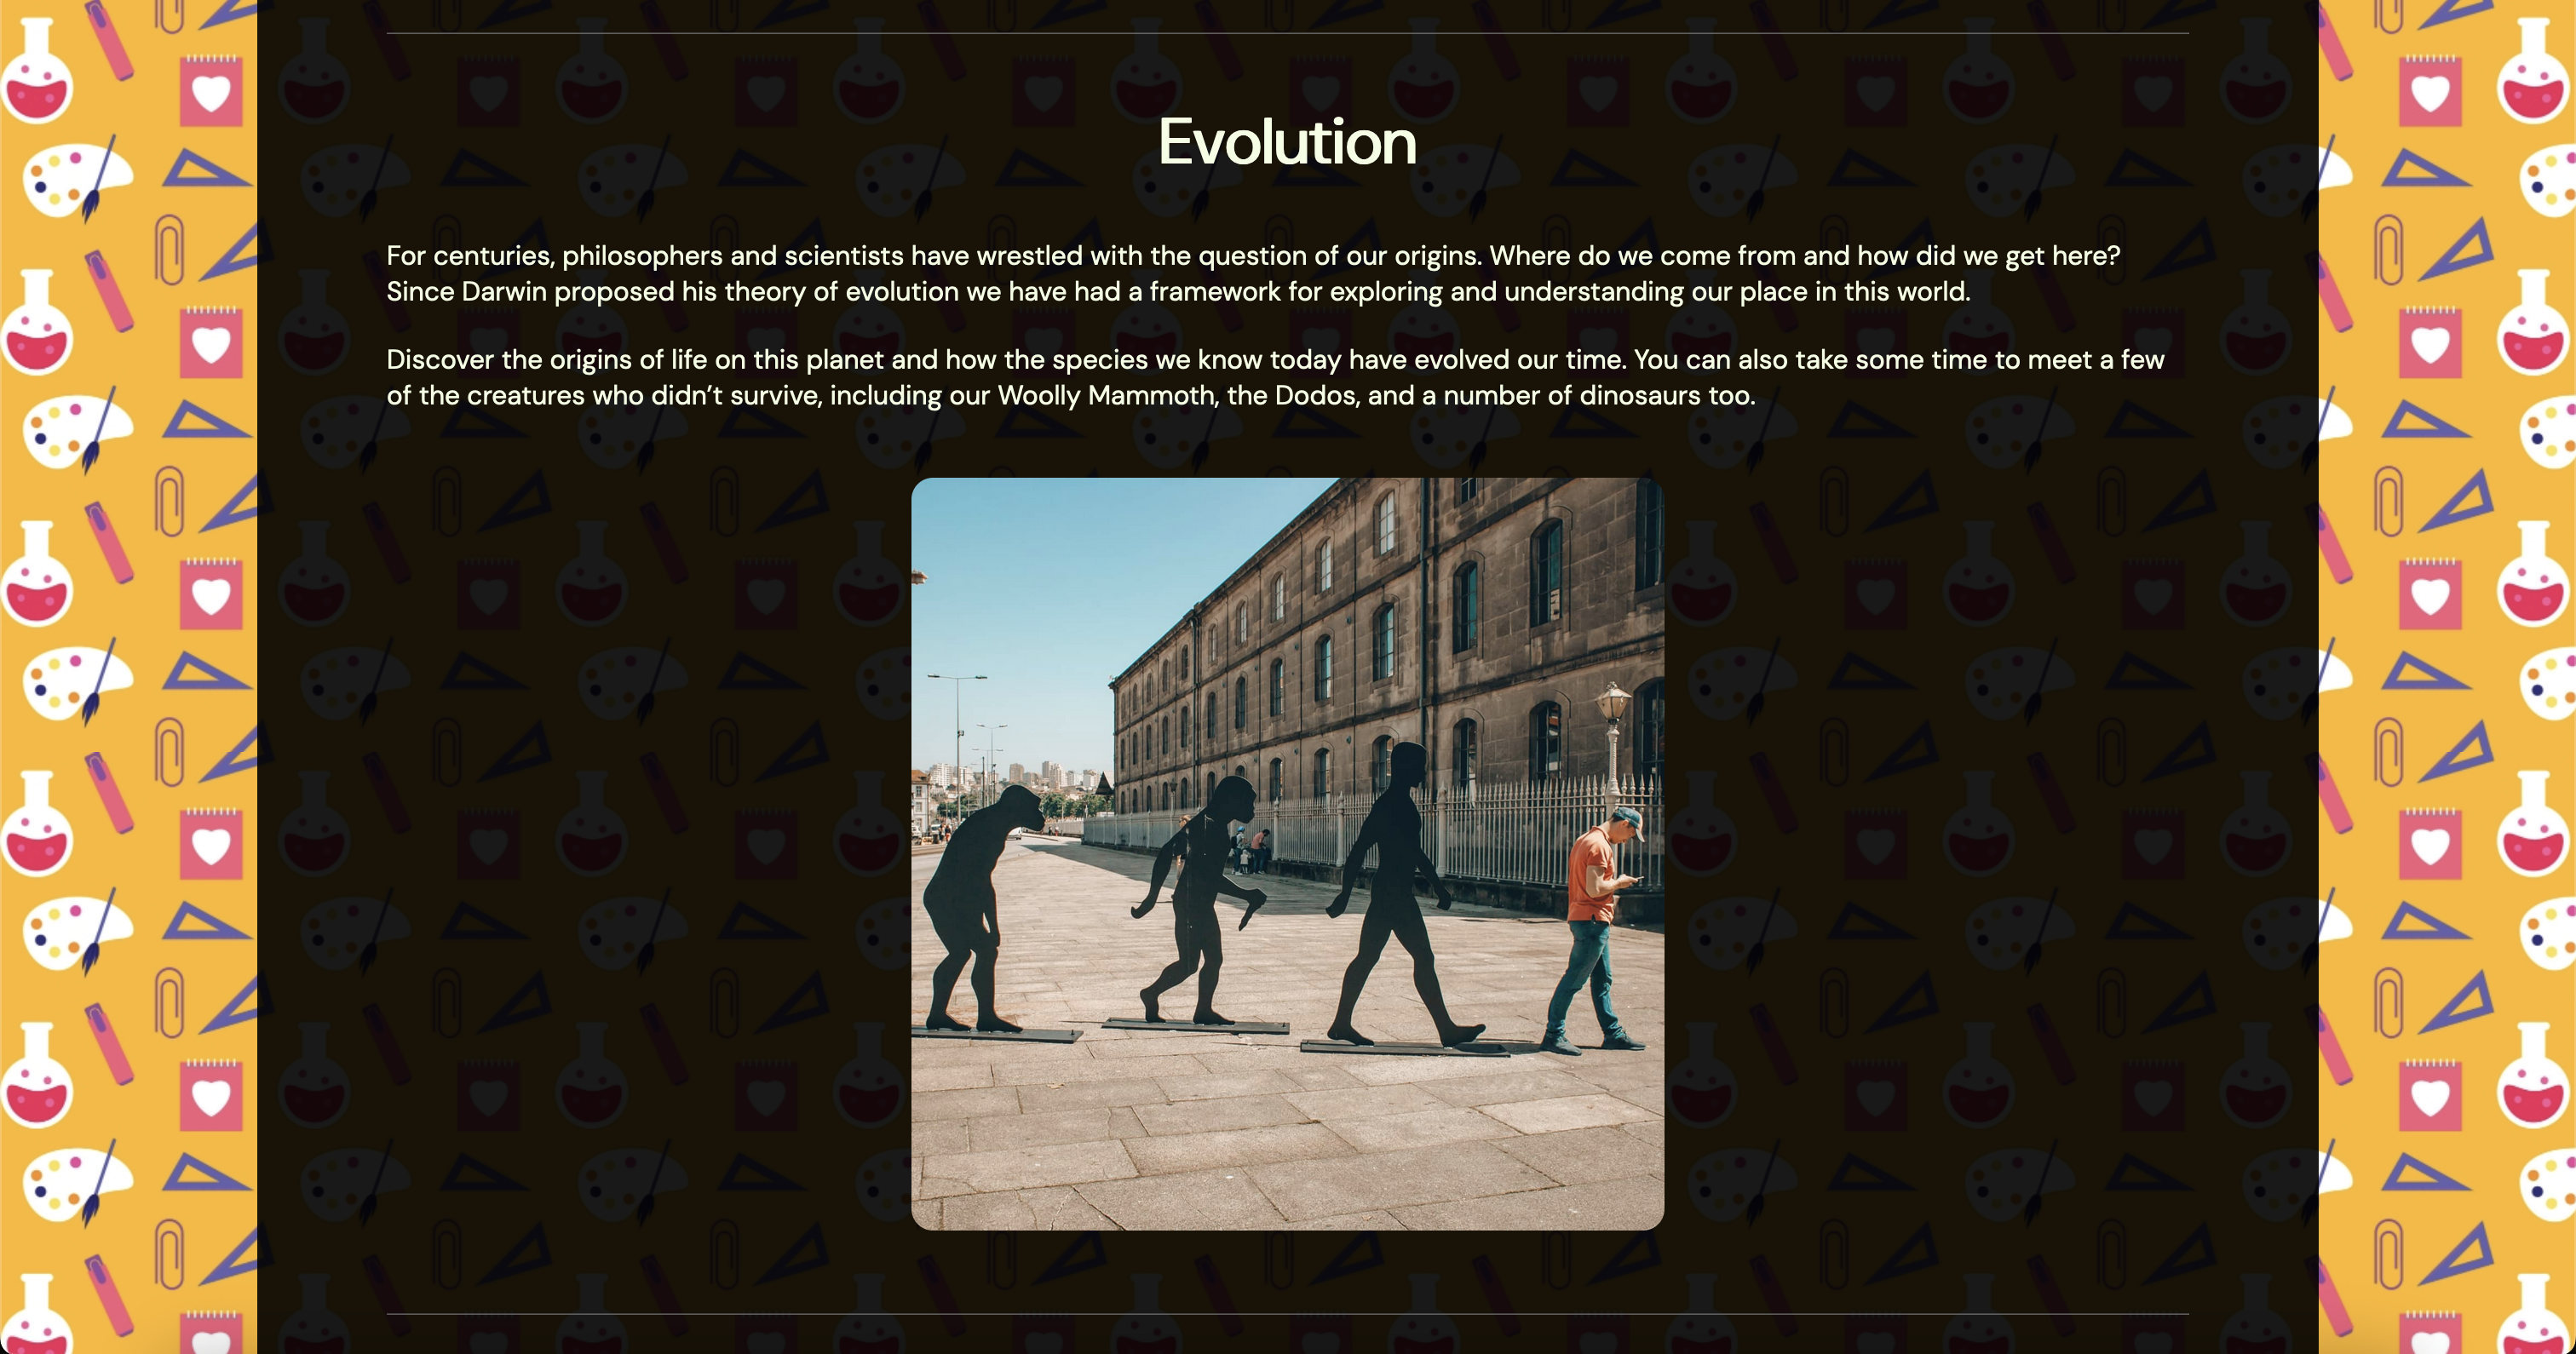 Evolution
For centuries, philosophers and scientists have wrestled with the question of our origins. Where do we come from and how did we get here?
Since Darwin proposed his theory of evolution we have had a framework for exploring and understanding our place in this world.
Discover the origins of life on this planet and how the species we know today have evolved our time. You can also take some time to meet a few
of the creatures who didn’t survive, including our Woolly Mammoth, the Dodos, and a number of dinosaurs too.